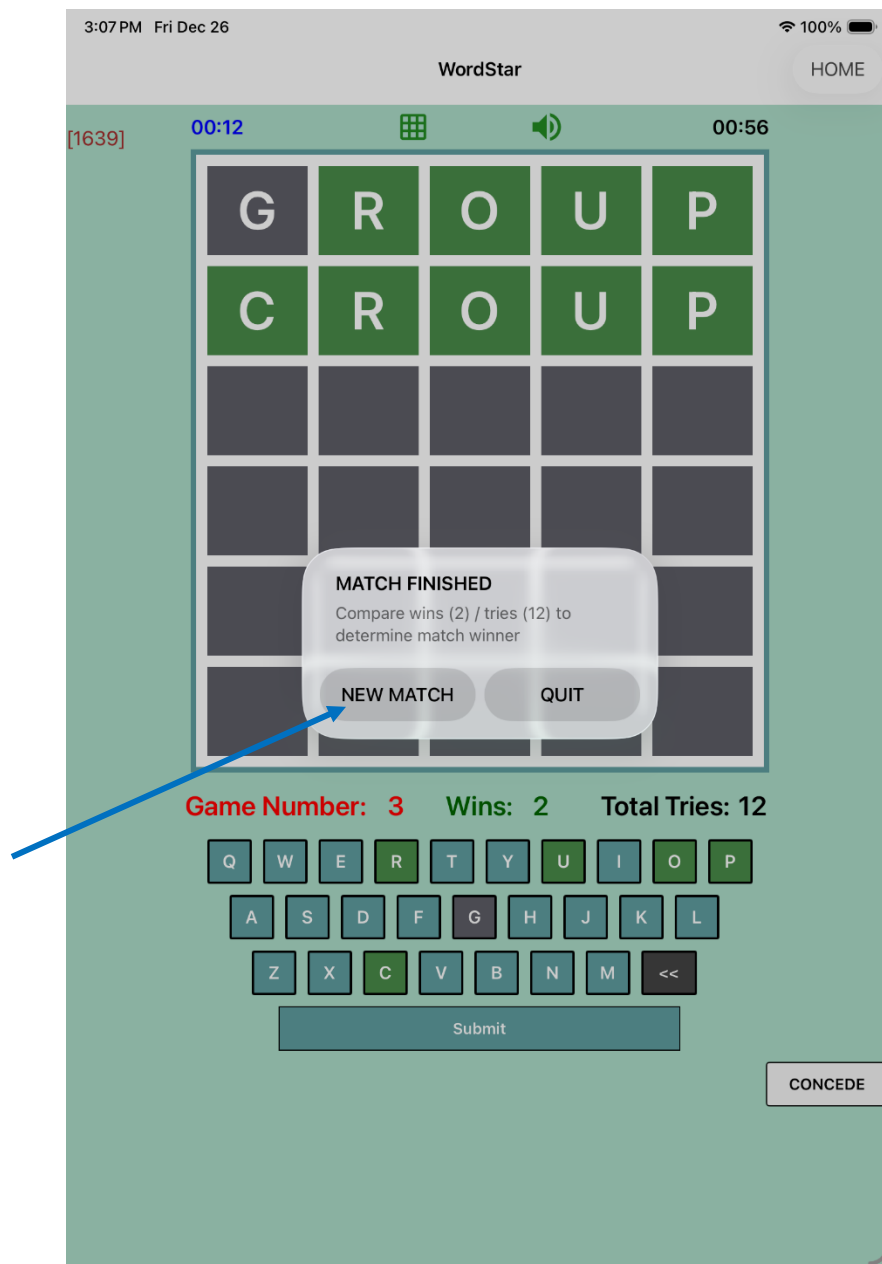 3:07 PM Fri Dec 26 100%
WordStar HOME
[1639] 00:12 00:56
G R O U P
C R O U P
MATCH FINISHED
Compare wins (2) / tries (12) to
determine match winner
NEW MATCH QUIT
Game Number: 3 Wins: 2 Total Tries: 12
Q W E R T Y U I O P
A S D F G H J K L
Z X C V B N M <<
Submit
CONCEDE